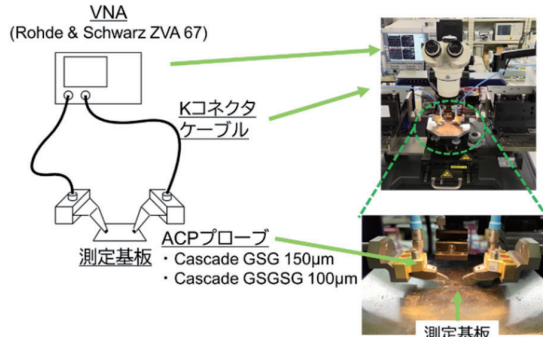 VNA
(Rohde & Schwarz ZVA 67)
Kコネクタ
ケーブル
ACPプローブ
・Cascade GSG 150μm
・Cascade GSGSG 100μm
測定基板
測定基板